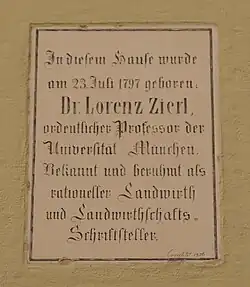 In diesem Hause wurde
am 23. Juli 1797 geboren:
Dr. Lorenz Zierl,
ordentlicher Professor der
Universität München.
Bekannt und berühmt als
rationeller Landwirth
und Landwirthschafts-
Schriftsteller.